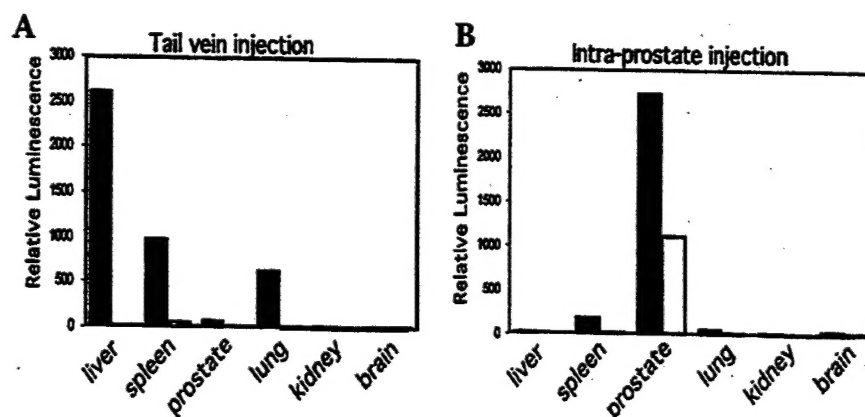 A
Tail vein injection
Relative Luminescence
3000
2500
2000
1500
1000
500
0
liver
spleen
prostate
lung
kidney
brain
B
Intra-prostate injection
Relative Luminescence
3000
2500
2000
1500
1000
500
0
liver
spleen
prostate
lung
kidney
brain